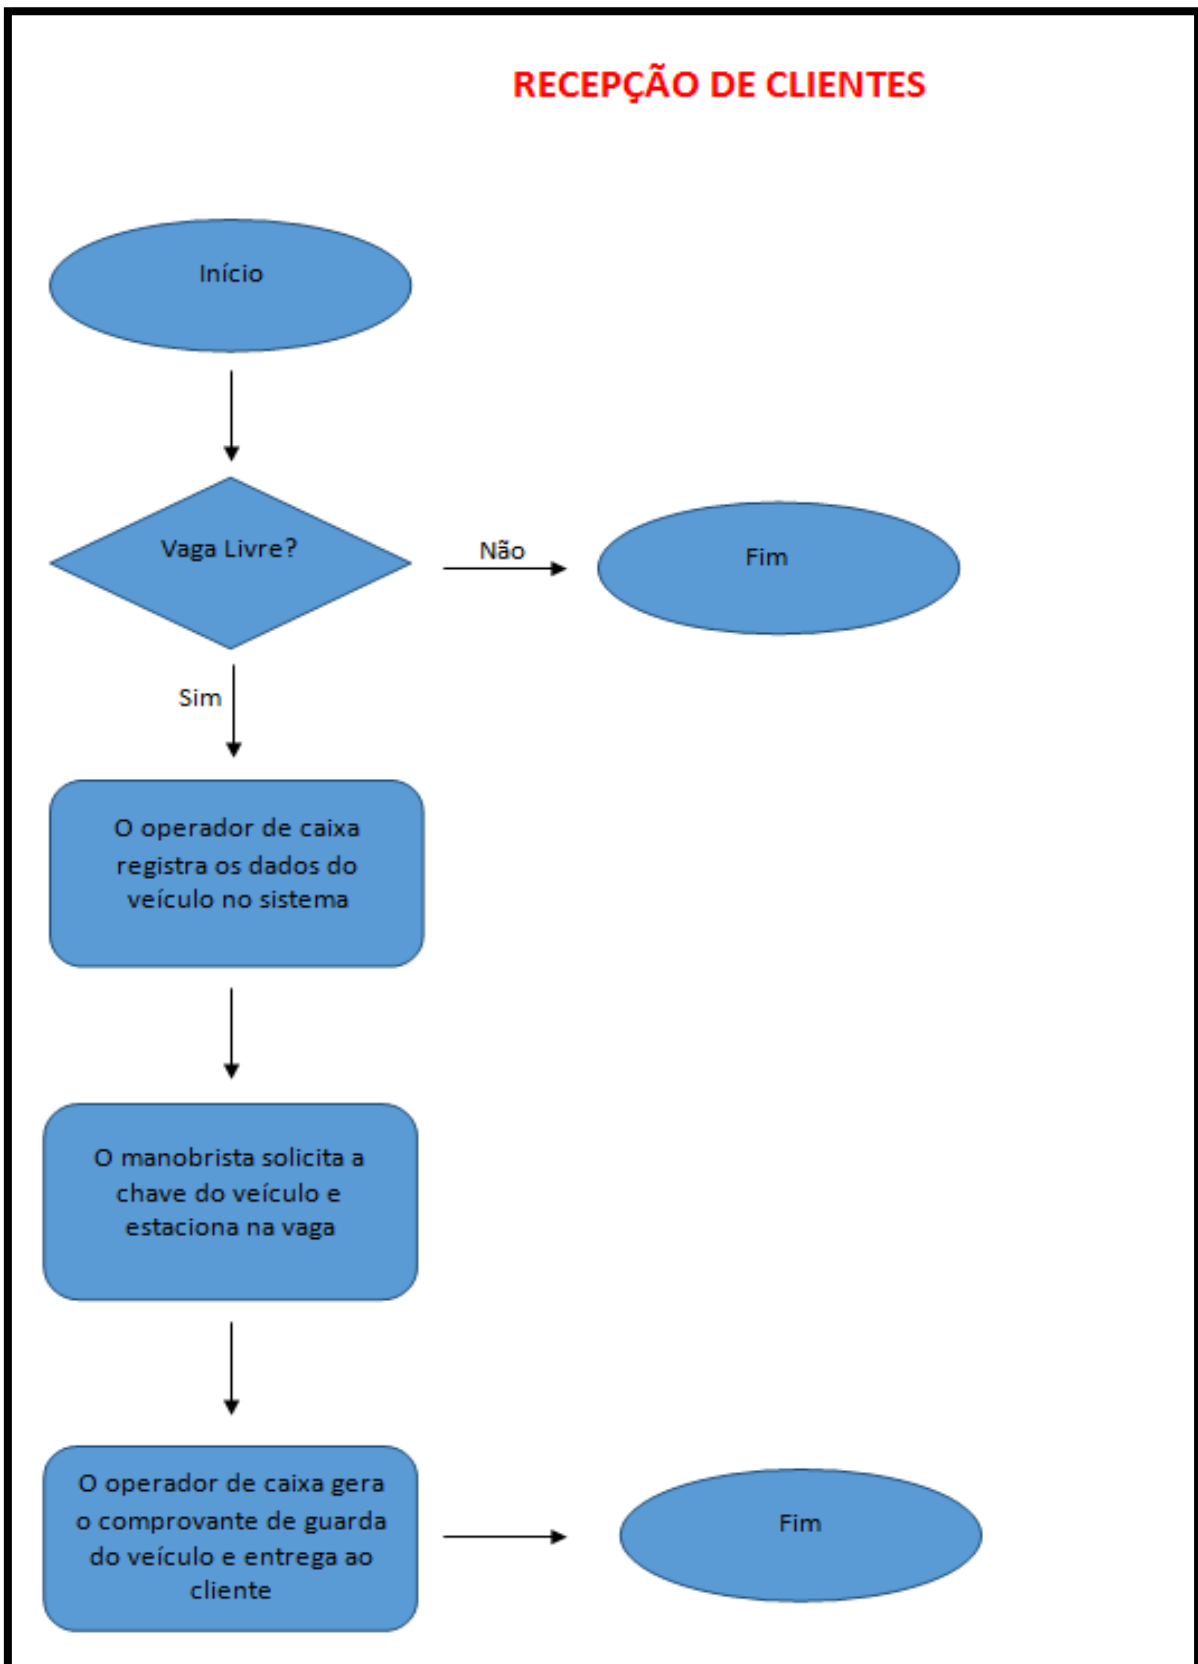 RECEPÇÃO DE CLIENTES
Início
Vaga Livre?
Não
Fim
Sim
O operador de caixa
registra os dados do
veículo no sistema
O manobrista solicita a
chave do veículo e
estaciona na vaga
O operador de caixa gera
o comprovante de guarda
do veículo e entrega ao
cliente
Fim